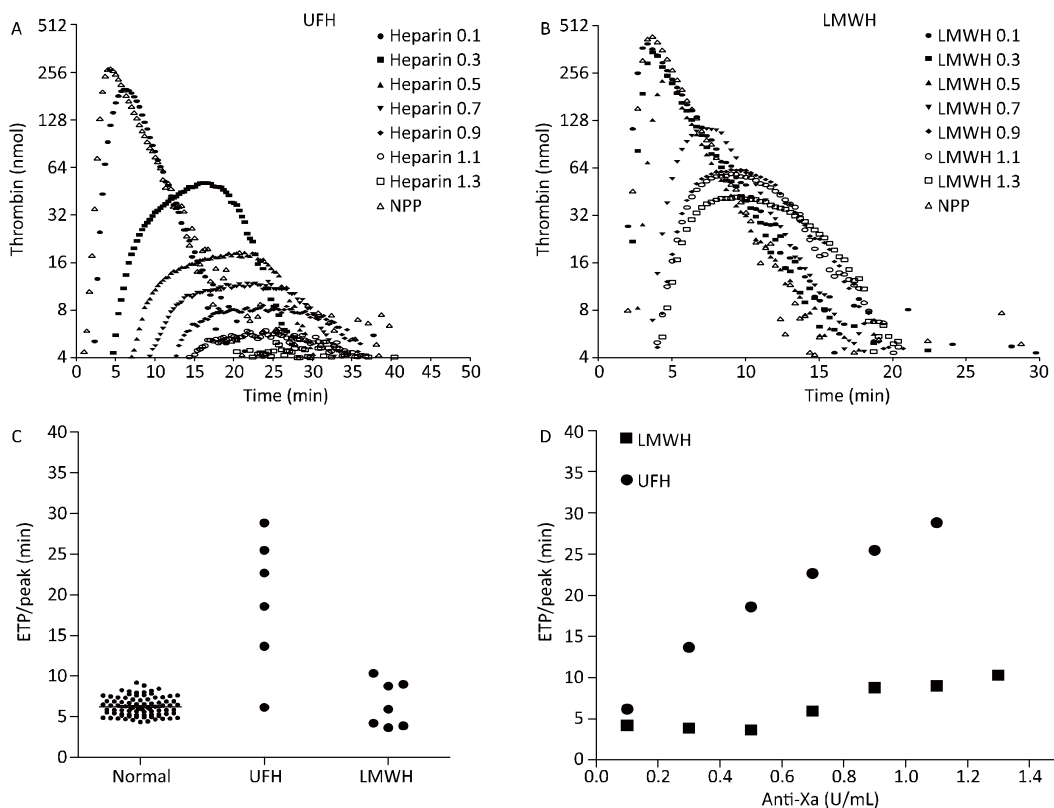 A
UFH
512
256
128
64
32
16
8
4
Thrombin (nmol)
0 5 10 15 20 25 30 35 40 45 50
Time (min)
Heparin 0.1
Heparin 0.3
Heparin 0.5
Heparin 0.7
Heparin 0.9
Heparin 1.1
Heparin 1.3
NPP
B
LMWH
512
256
128
64
32
16
8
4
Thrombin (nmol)
0 5 10 15 20 25 30
Time (min)
LMWH 0.1
LMWH 0.3
LMWH 0.5
LMWH 0.7
LMWH 0.9
LMWH 1.1
LMWH 1.3
NPP
C
40
35
30
25
20
15
10
5
0
ETP/peak (min)
Normal UFH LMWH
D
40
35
30
25
20
15
10
5
0
ETP/peak (min)
LMWH
UFH
0.0 0.2 0.4 0.6 0.8 1.0 1.2 1.4
Anti-Xa (U/mL)